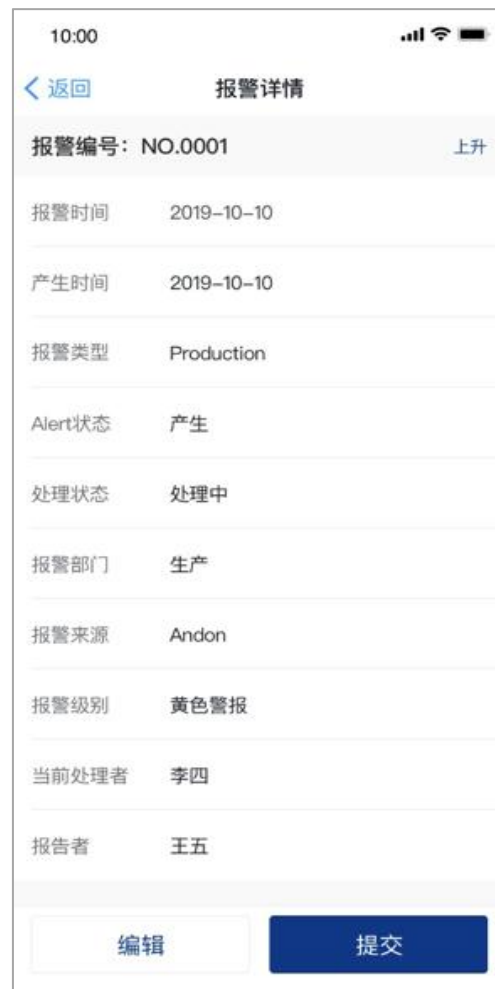 10:00
返回 报警详情
报警编号：NO.0001 上升
报警时间 2019-10-10
产生时间 2019-10-10
报警类型 Production
Alert状态 产生
处理状态 处理中
报警部门 生产
报警来源 Andon
报警级别 黄色警报
当前处理者 李四
报告者 王五
编辑 提交